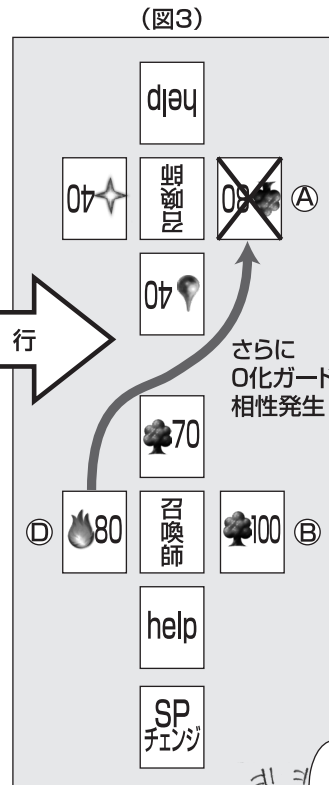 (図3)
help
40
召喚師
80
Ⓐ
40
行
さらに
0化ガード
相性発生
70
Ⓓ
80
召喚師
100
Ⓑ
help
SP
チェンジ